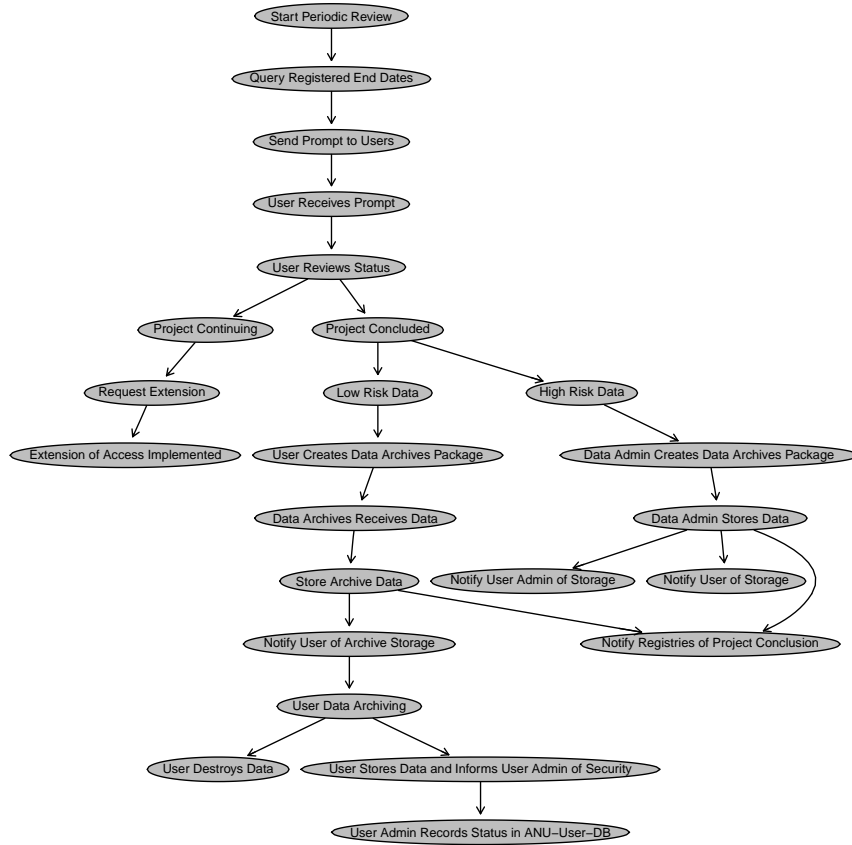 Start Periodic Review
Query Registered End Dates
Send Prompt to Users
User Receives Prompt
User Reviews Status
Project Continuing
Project Concluded
Request Extension
Low Risk Data
High Risk Data
Extension of Access Implemented
User Creates Data Archives Package
Data Admin Creates Data Archives Package
Data Archives Receives Data
Data Admin Stores Data
Store Archive Data
Notify User Admin of Storage
Notify User of Storage
Notify User of Archive Storage
Notify Registries of Project Conclusion
User Data Archiving
User Destroys Data
User Stores Data and Informs User Admin of Security
User Admin Records Status in ANU−User−DB